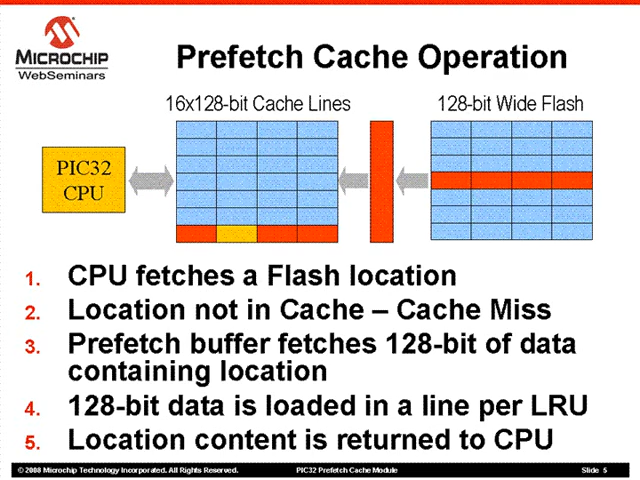 MICROCHIP
WebSeminars
Prefetch Cache Operation
16x128-bit Cache Lines
128-bit Wide Flash
PIC32
CPU
1. CPU fetches a Flash location
2. Location not in Cache – Cache Miss
3. Prefetch buffer fetches 128-bit of data
containing location
4. 128-bit data is loaded in a line per LRU
5. Location content is returned to CPU
© 2008 Microchip Technology Incorporated. All Rights Reserved.
PIC32 Prefetch Cache Module
Slide 5